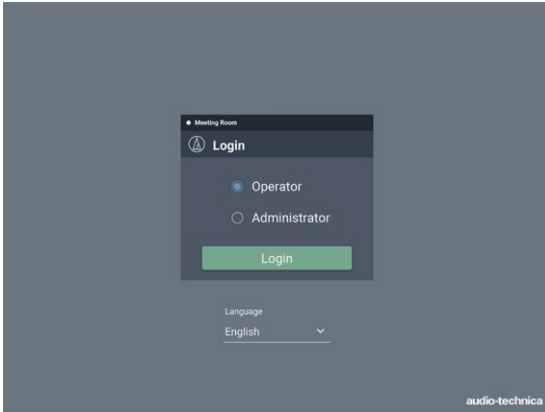 Meeting Room
Login
Operator
Administrator
Login
Language
English
audio-technica